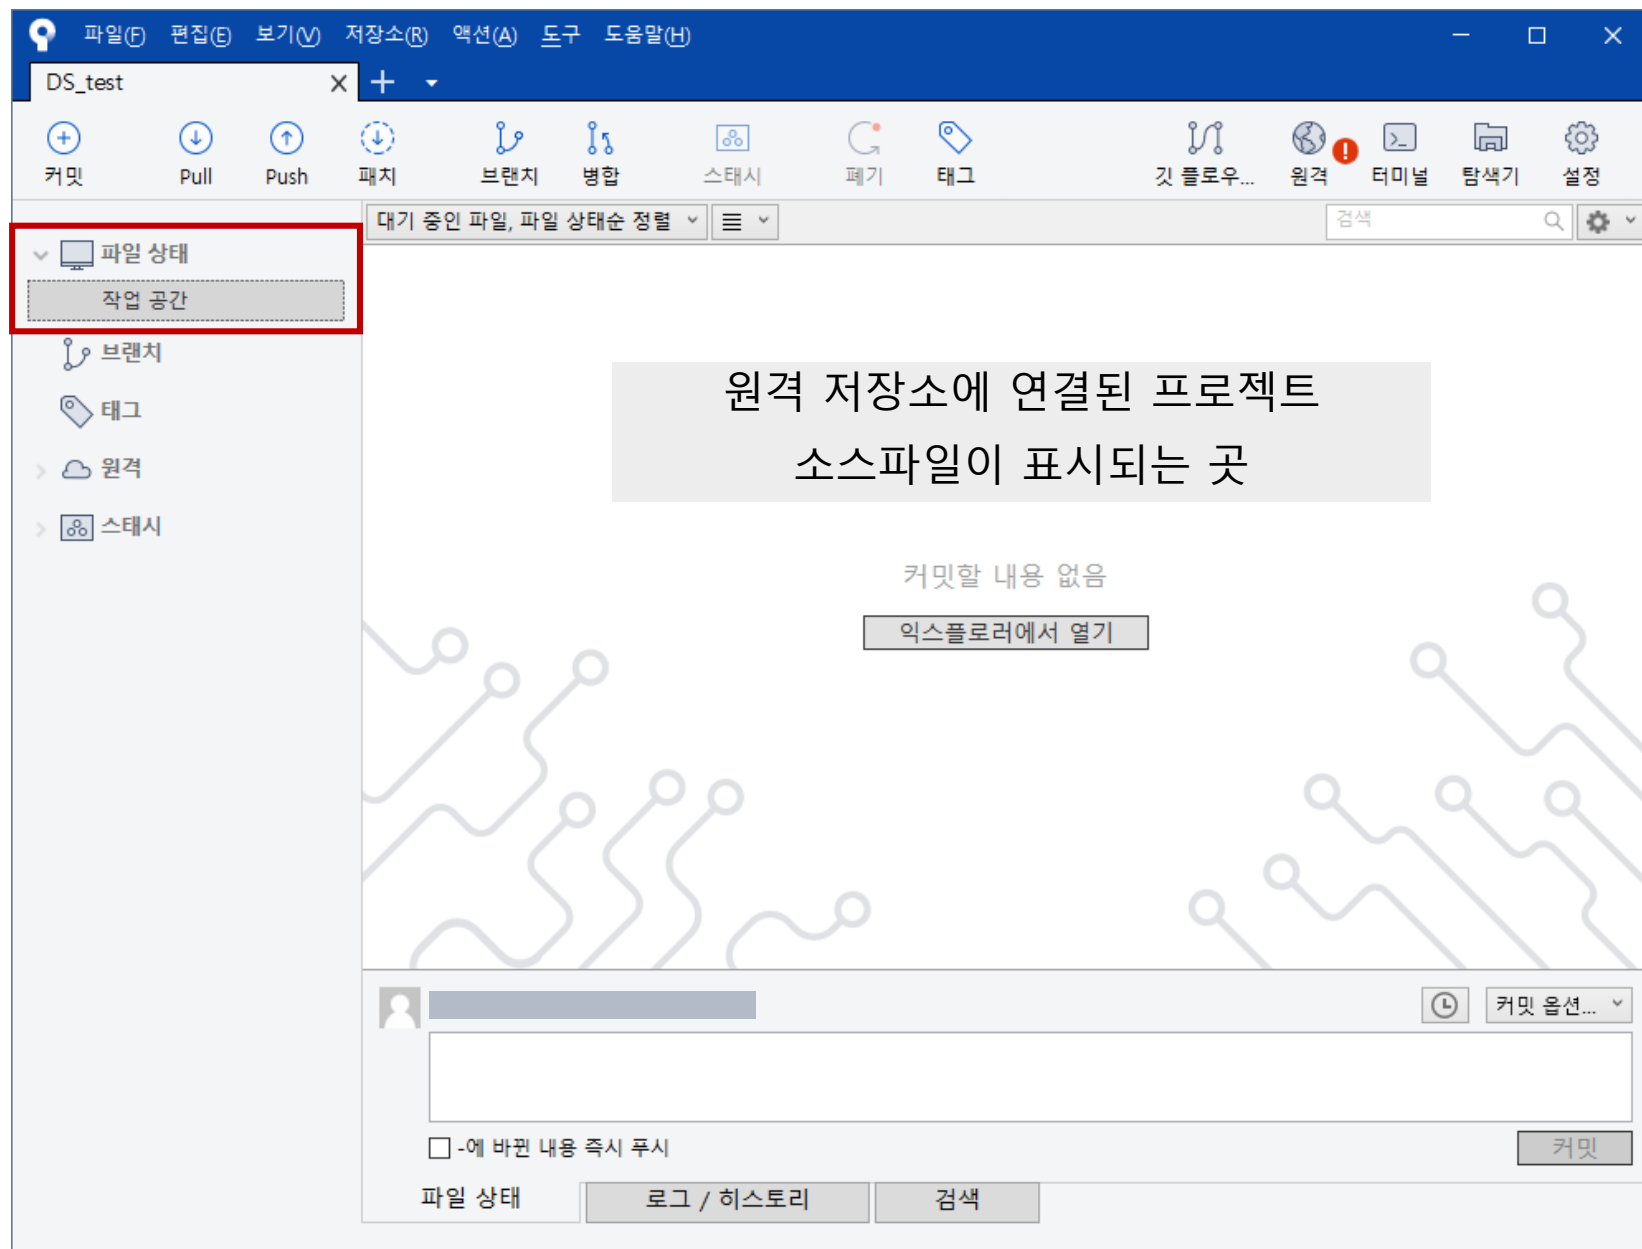 파일(F) 편집(E) 보기(V) 저장소(R) 액션(A) 도구 도움말(H)
DS_test
커밋 Pull Push 패치 브랜치 병합 스태시 폐기 태그 깃 플로우... 원격 터미널 탐색기 설정
대기 중인 파일, 파일 상태순 정렬 검색
파일 상태
작업 공간
브랜치
태그
원격
스태시
원격 저장소에 연결된 프로젝트
소스파일이 표시되는 곳
커밋할 내용 없음
익스플로러에서 열기
커밋 옵션...
-에 바뀐 내용 즉시 푸시
커밋
파일 상태 로그 / 히스토리 검색